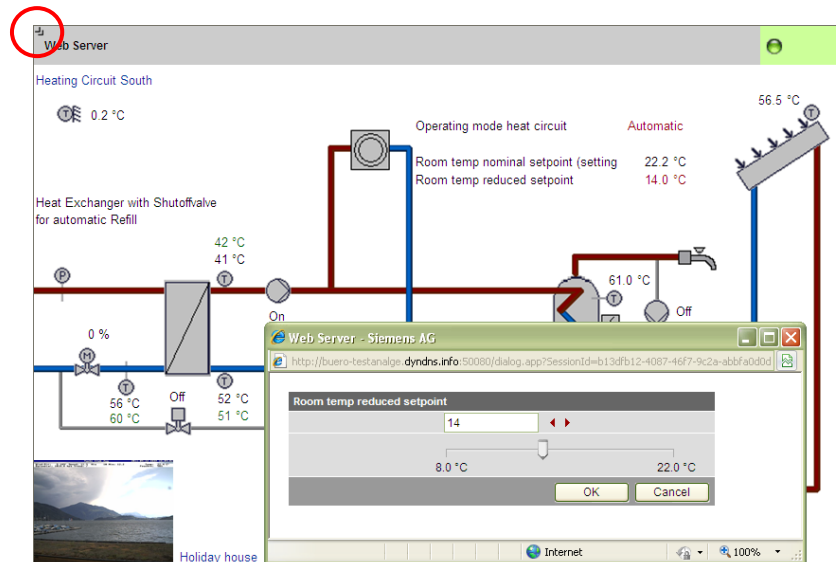 Web Server
Heating Circuit South
T 0.2 °C
56.5 °C
T
Operating mode heat circuit Automatic
Room temp nominal setpoint (setting 22.2 °C
Room temp reduced setpoint 14.0 °C
Heat Exchanger with Shutoffvalve
for automatic Refill
42 °C
41 °C
P
T
61.0 °C
T
On
Off
0 %
M
T
T
56 °C
60 °C
Off
52 °C
51 °C
Web Server - Siemens AG
http://buero-testanalge.dyndns.info:50080/dialog.app?SessionId=b13dfb12-4087-46f7-9c2a-abbfa0d0d
Room temp reduced setpoint
14
8.0 °C 22.0 °C
OK Cancel
Internet 100%
Holiday house